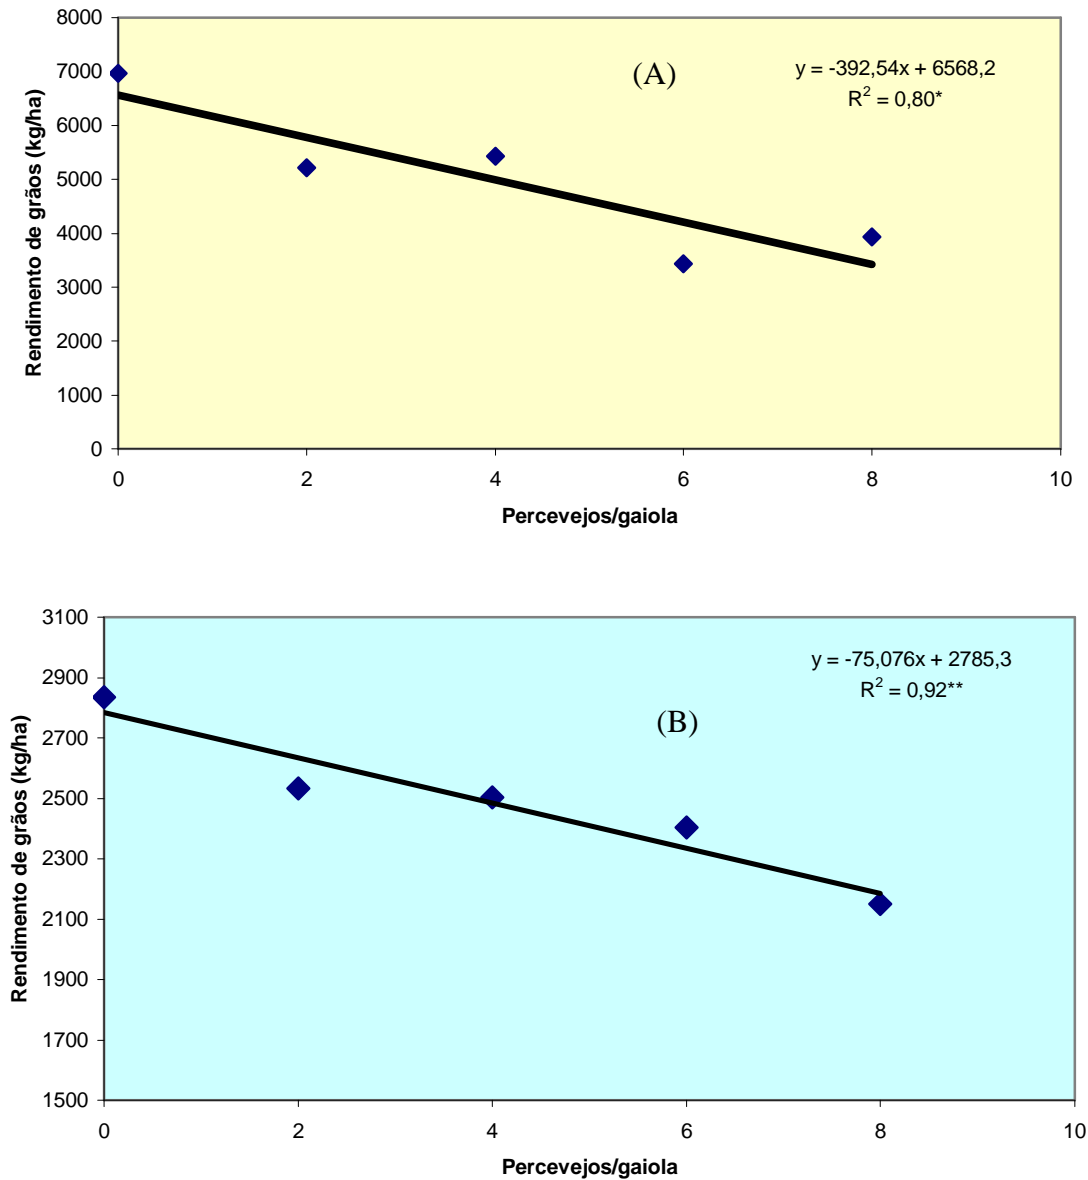 8000
7000
6000
5000
4000
3000
2000
1000
0
Rendimento de grãos (kg/ha)
(A)
y = -392,54x + 6568,2
R² = 0,80*
0 2 4 6 8 10
Percevejos/gaiola
3100
2900
2700
2500
2300
2100
1900
1700
1500
Rendimento de grãos (kg/ha)
y = -75,076x + 2785,3
R² = 0,92**
(B)
0 2 4 6 8 10
Percevejos/gaiola